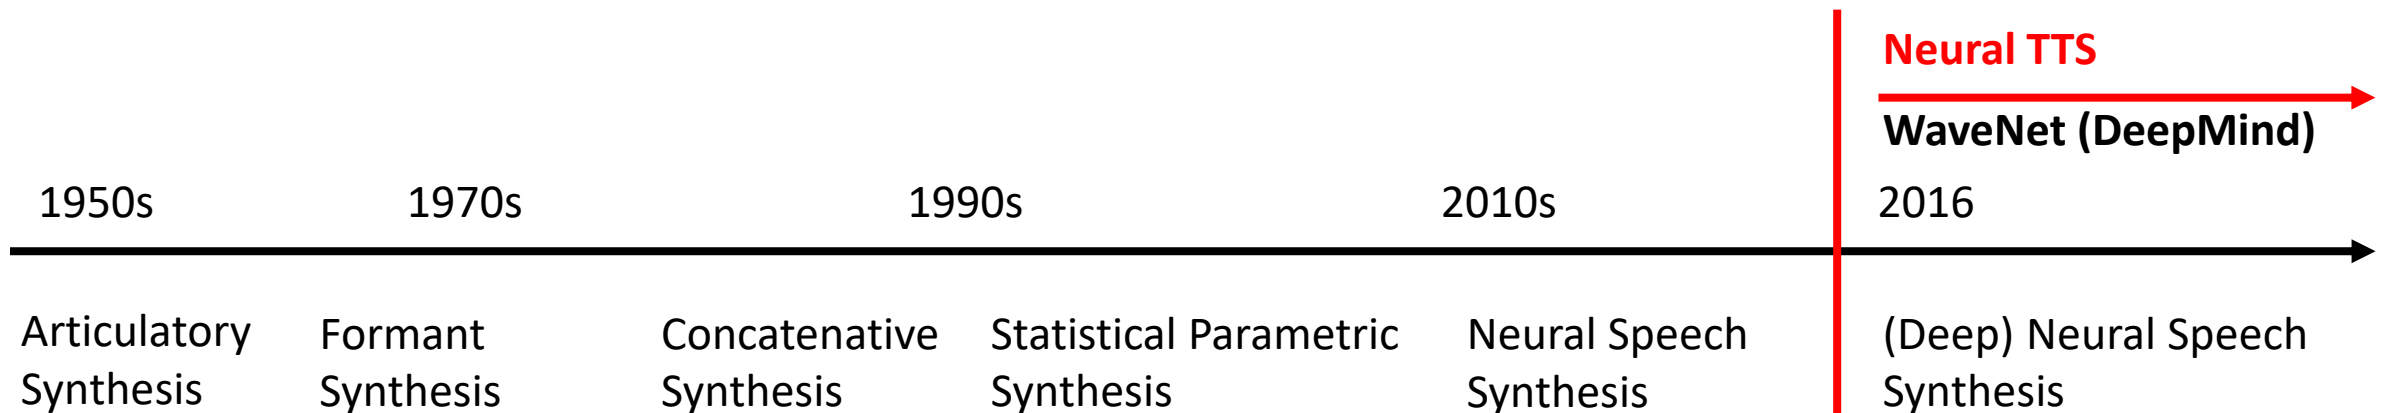 Neural TTS
WaveNet (DeepMind)
1950s 1970s 1990s 2010s 2016
Articulatory
Synthesis
Formant
Synthesis
Concatenative
Synthesis
Statistical Parametric
Synthesis
Neural Speech
Synthesis
(Deep) Neural Speech
Synthesis